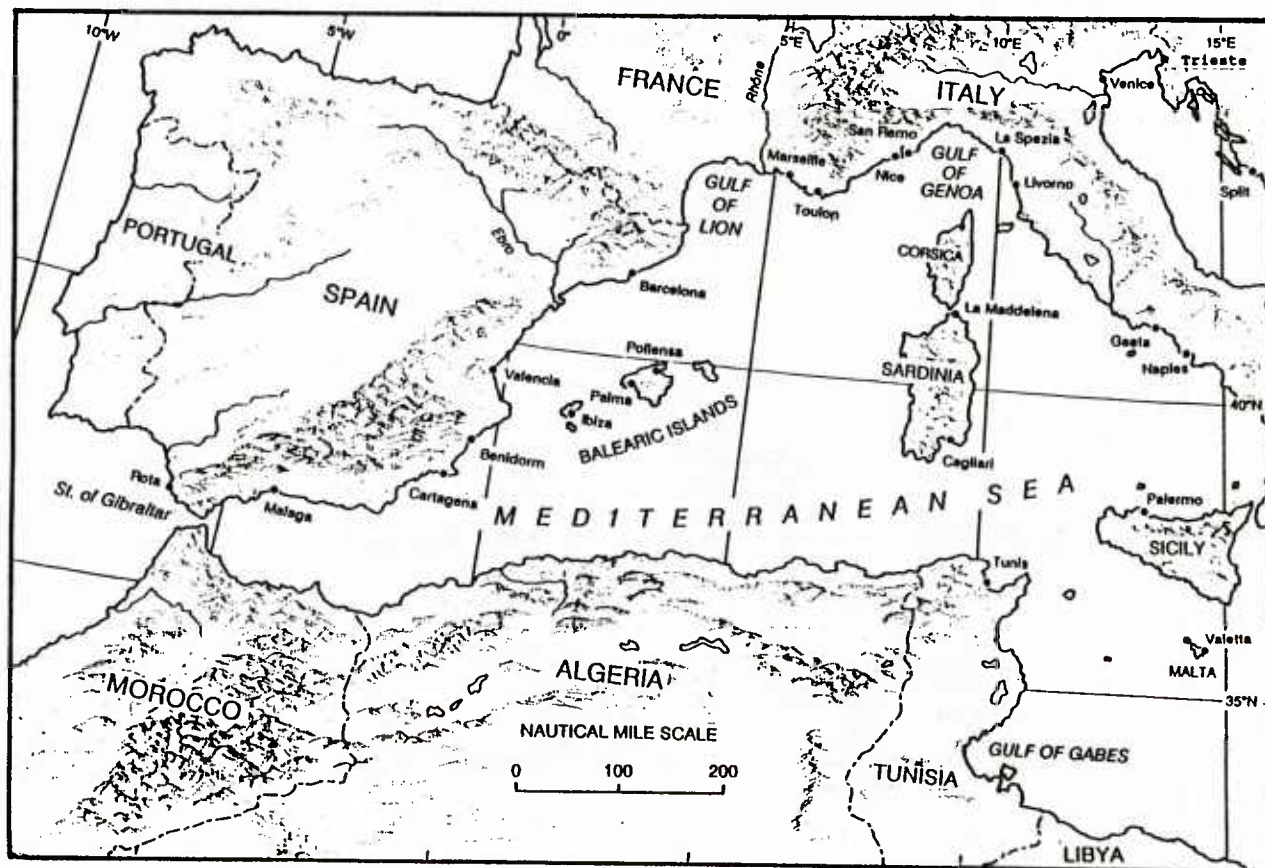 10°W
5°W
0°
5°E
10°E
15°E
FRANCE
Rhône
ITALY
Venice
Trieste
San Remo
La Spezia
Marseille
GULF
OF
LION
Nice
GULF
OF
GENOA
Livorno
Toulon
Split
PORTUGAL
Ebro
CORSICA
SPAIN
Barcelona
La Maddelena
Pollensa
Gaeta
Valencia
SARDINIA
Naples
Palma
40°N
Ibiza
BALEARIC ISLANDS
Benidorm
Cagliari
Rota
St. of Gibraltar
Malaga
Cartagena
MEDITERRANEAN SEA
Palermo
SICILY
Tunis
Valetta
MALTA
ALGERIA
MOROCCO
35°N
NAUTICAL MILE SCALE
0 100 200
GULF OF GABES
TUNISIA
LIBYA